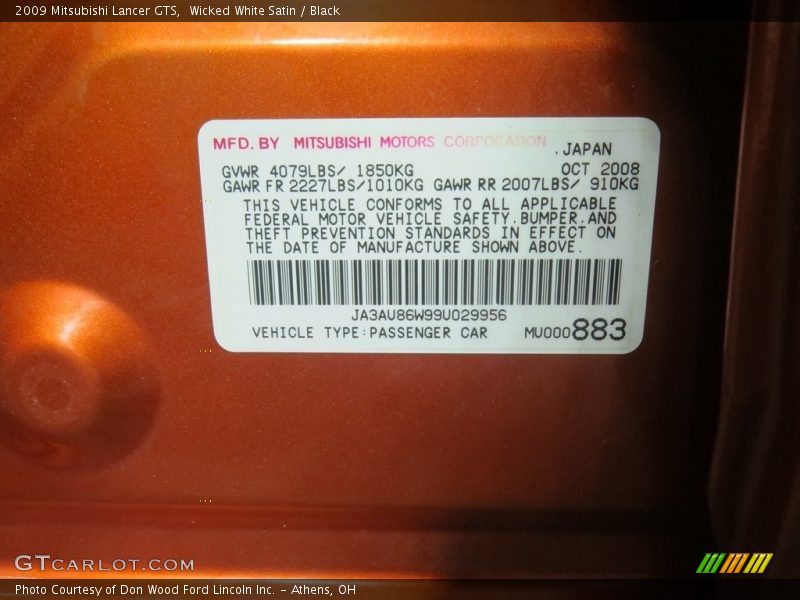 2009 Mitsubishi Lancer GTS,  Wicked White Satin / Black
MFD. BY MITSUBISHI MOTORS CORPORATION
.JAPAN
GVWR 4079LBS/ 1850KG OCT 2008
GAWR FR 2227LBS/1010KG GAWR RR 2007LBS/ 910KG
THIS VEHICLE CONFORMS TO ALL APPLICABLE
FEDERAL MOTOR VEHICLE SAFETY,BUMPER,AND
THEFT PREVENTION STANDARDS IN EFFECT ON
THE DATE OF MANUFACTURE SHOWN ABOVE.
JA3AU86W99U029956
VEHICLE TYPE:PASSENGER CAR MU000883
GTCARLOT.COM
Photo Courtesy of Don Wood Ford Lincoln Inc. - Athens, OH